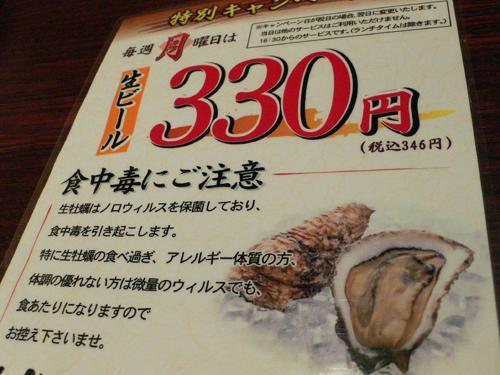 特別キャン
※キャンペーン日が祝日の場合、翌日に変更いたします。
当日は他のサービスはご利用いただけません。
16:30からのサービスです。(ランチタイムは除きます。)
毎週月曜日は
生ビール
330円
(税込346円)
食中毒にご注意
生牡蠣はノロウィルスを保菌しており、
食中毒を引き起こします。
特に生牡蠣の食べ過ぎ、アレルギー体質の方、
体調の優れない方は微量のウィルスでも、
食あたりになりますので
お控え下さいませ。